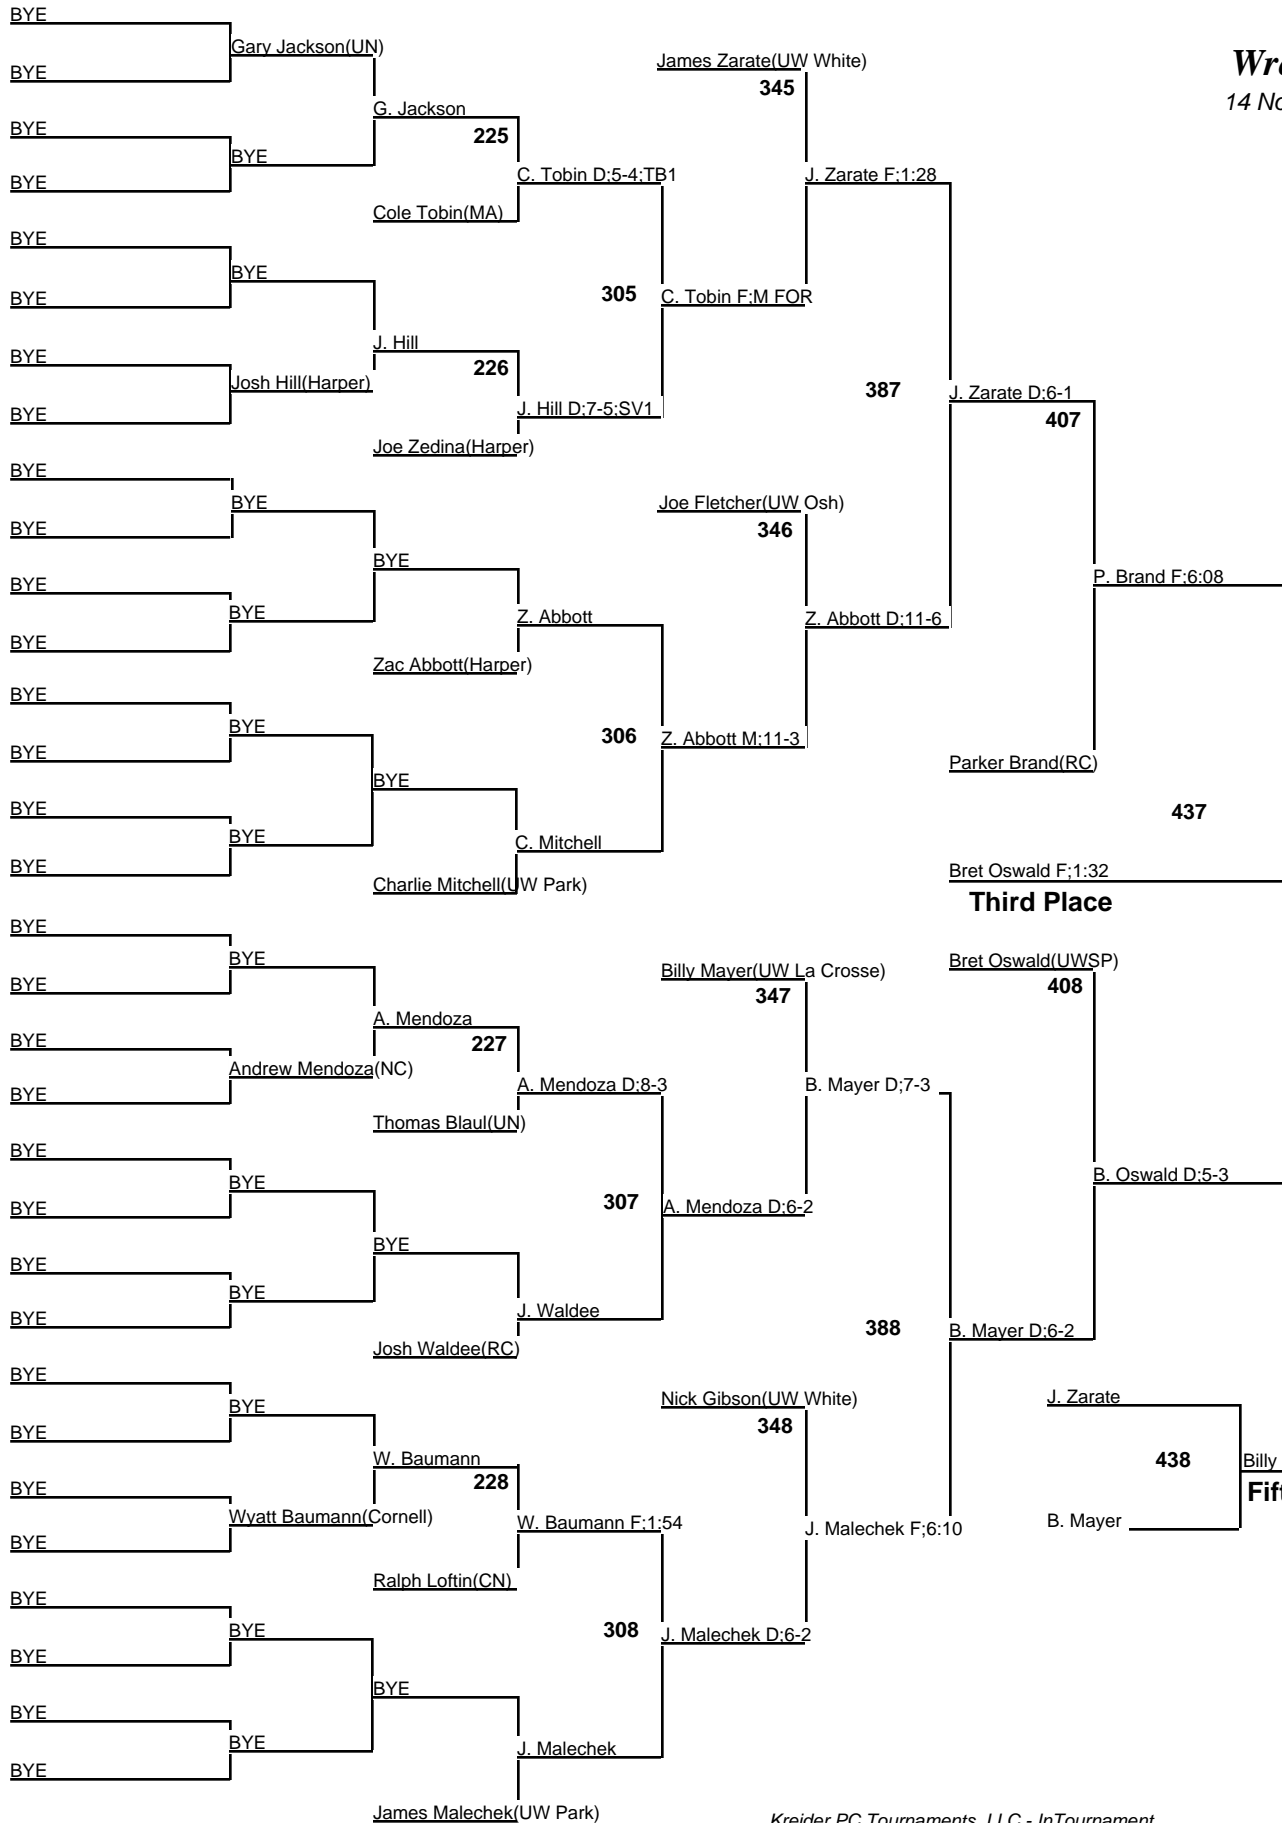 BYE
Gary Jackson(UN)
BYE
James Zarate(UW White)
345
14
G. Jackson
225
BYE
BYE
C. Tobin D;5-4;TB1
J. Zarate F;1:28
BYE
Cole Tobin(MA)
BYE
BYE
BYE
305
C. Tobin F;M FOR
J. Hill
226
BYE
Josh Hill(Harper)
387
J. Zarate D;6-1
407
BYE
J. Hill D;7-5;SV1
Joe Zedina(Harper)
BYE
BYE
Joe Fletcher(UW Osh)
346
BYE
BYE
P. Brand F;6:08
BYE
BYE
Z. Abbott
Z. Abbott D;11-6
BYE
Zac Abbott(Harper)
BYE
BYE
306
Z. Abbott M;11-3
BYE
Parker Brand(RC)
BYE
BYE
437
BYE
C. Mitchell
BYE
Charlie Mitchell(UW Park)
Bret Oswald F;1:32
Third Place
BYE
BYE
Billy Mayer(UW La Crosse)
347
Bret Oswald(UWSP)
408
BYE
A. Mendoza
227
BYE
Andrew Mendoza(NC)
BYE
A. Mendoza D;8-3
B. Mayer D;7-3
Thomas Blaul(UN)
BYE
BYE
B. Oswald D;5-3
BYE
307
A. Mendoza D;6-2
BYE
BYE
BYE
BYE
J. Waldee
388
B. Mayer D;6-2
Josh Waldee(RC)
BYE
BYE
Nick Gibson(UW White)
348
J. Zarate
BYE
W. Baumann
228
438
Billy
BYE
Wyatt Baumann(Cornell)
BYE
W. Baumann F;1:54
J. Malechek F;6:10
B. Mayer
Ralph Loftin(CN)
BYE
BYE
308
J. Malechek D;6-2
BYE
BYE
BYE
BYE
J. Malechek
BYE
James Malechek(UW Park)
Kreider PC Tournaments, LLC - InTournament